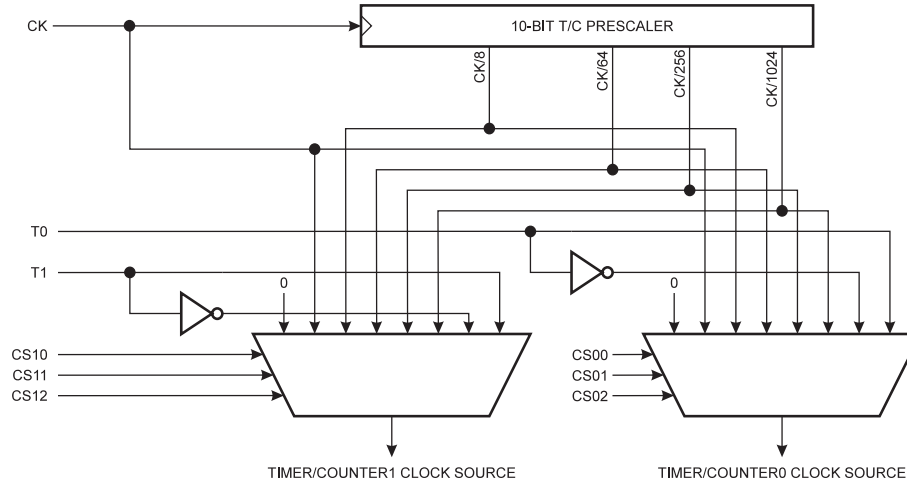 CK
10-BIT T/C PRESCALER
CK/8
CK/64
CK/256
CK/1024
T0
T1
0
0
CS10
CS11
CS12
CS00
CS01
CS02
TIMER/COUNTER1 CLOCK SOURCE
TIMER/COUNTER0 CLOCK SOURCE